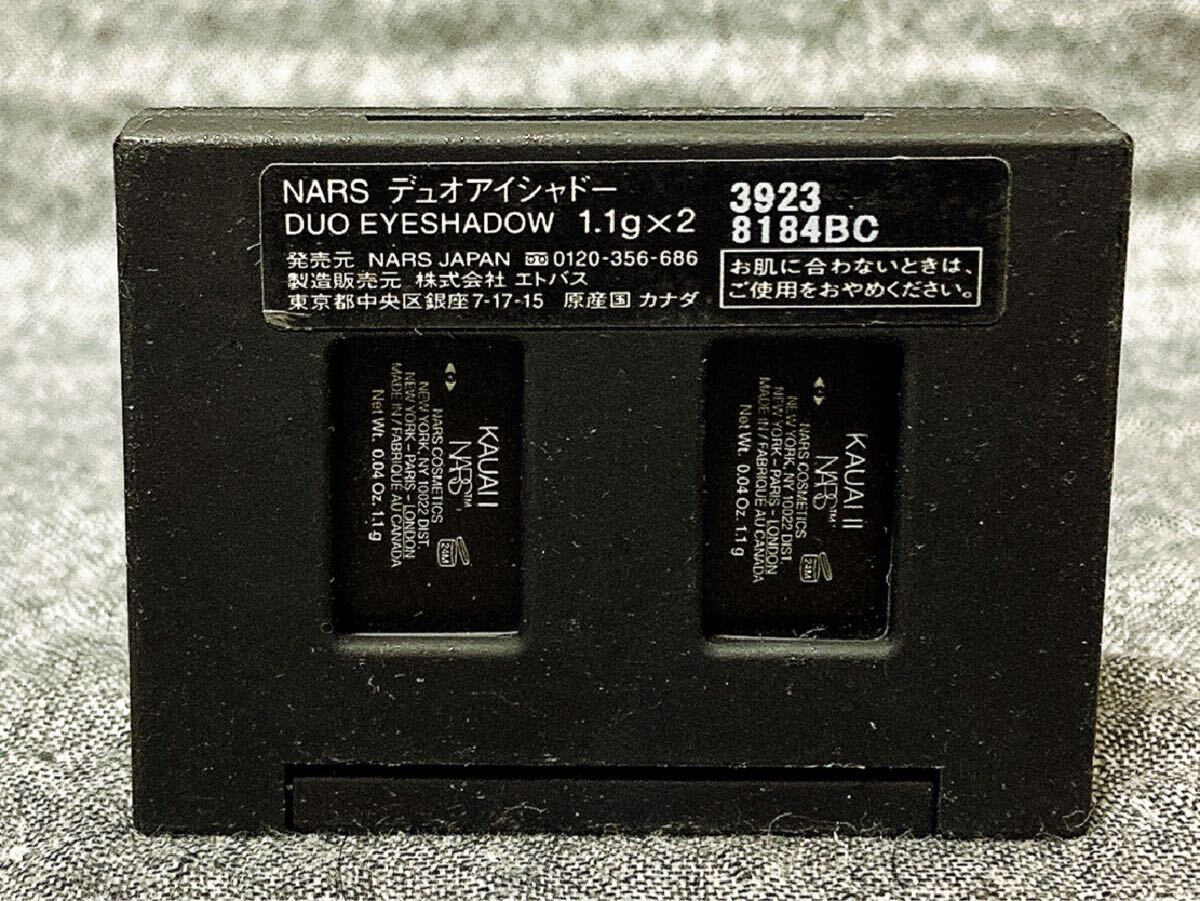 NARS デュオアイシャドー
DUO EYESHADOW 1.1g×2
3923
8184BC
発売元 NARS JAPAN 0120-356-686
製造販売元 株式会社 エトバス
東京都中央区銀座7-17-15 原産国 カナダ
お肌に合わないときは、
ご使用をおやめください。
KAUAI I
NARS™
NARS COSMETICS
NEW YORK, NY 10022 DIST.
NEW YORK - PARIS - LONDON
MADE IN / FABRIQUÉ AU CANADA
Net Wt. 0.04 Oz. 1.1 g
24M
KAUAI II
NARS™
NARS COSMETICS
NEW YORK, NY 10022 DIST.
NEW YORK - PARIS - LONDON
MADE IN / FABRIQUÉ AU CANADA
Net Wt. 0.04 Oz. 1.1 g
24M